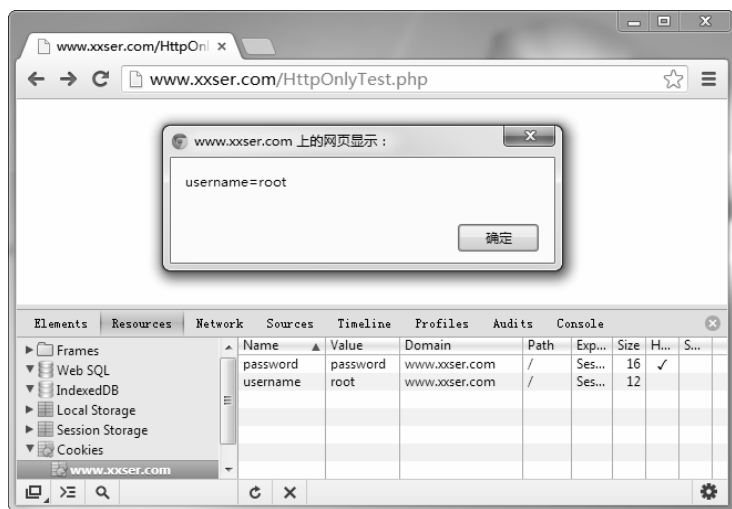 www.xxser.com/HttpOnl
www.xxser.com/HttpOnlyTest.php
www.xxser.com 上的网页显示：
username=root
确定
Elements Resources Network Sources Timeline Profiles Audits Console
Frames
Web SQL
IndexedDB
Local Storage
Session Storage
Cookies
www.xxser.com
Name Value Domain Path Exp... Size H... S...
password password www.xxser.com / Ses... 16 ✓
username root www.xxser.com / Ses... 12